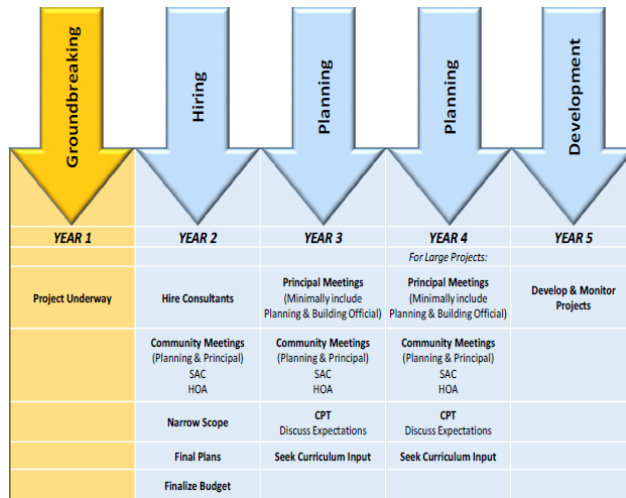 Groundbreaking
Hiring
Planning
Planning
Development
YEAR 1
YEAR 2
YEAR 3
YEAR 4
YEAR 5
For Large Projects:
Project Underway
Hire Consultants
Principal Meetings
(Minimally include
Planning & Building Official)
Principal Meetings
(Minimally include
Planning & Building Official)
Develop & Monitor
Projects
Community Meetings
(Planning & Principal)
SAC
HOA
Community Meetings
(Planning & Principal)
SAC
HOA
Community Meetings
(Planning & Principal)
SAC
HOA
Narrow Scope
CPT
Discuss Expectations
CPT
Discuss Expectations
Final Plans
Seek Curriculum Input
Seek Curriculum Input
Finalize Budget